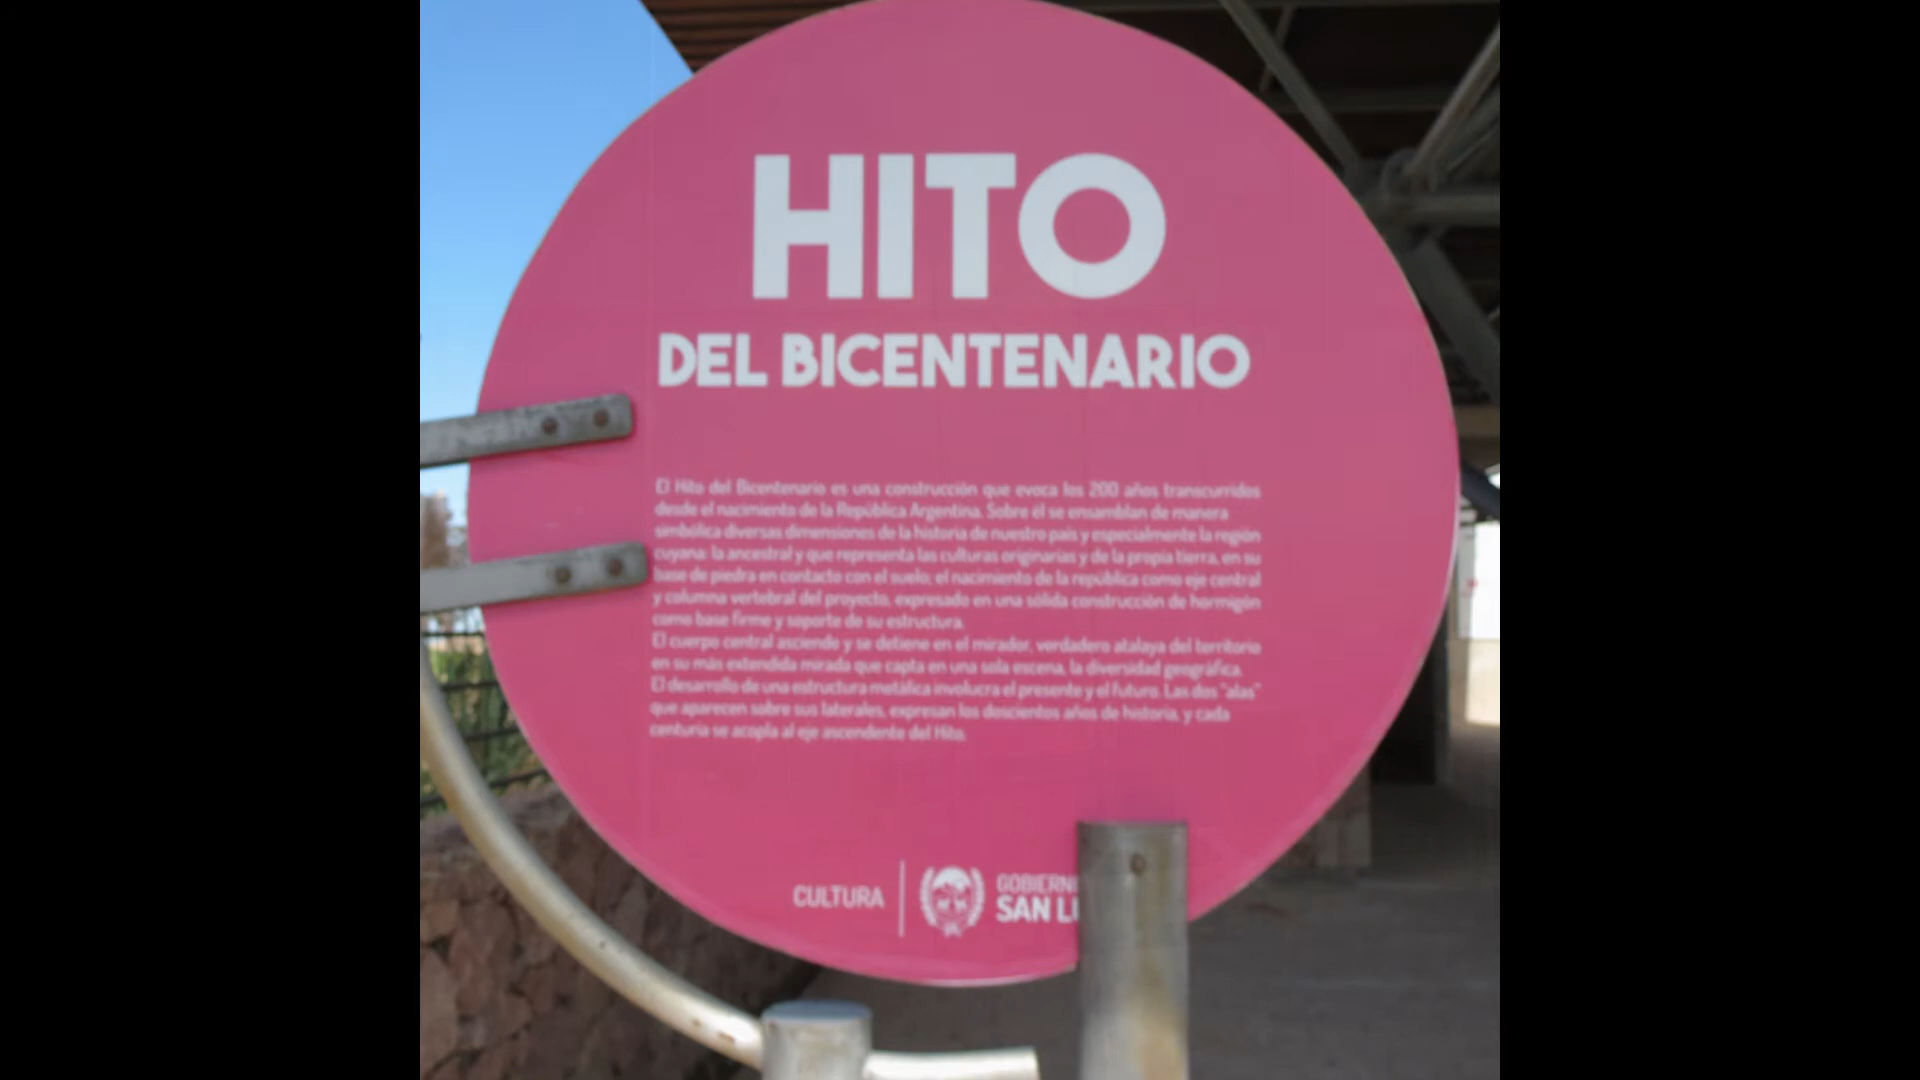 HITO
DEL BICENTENARIO
El Hito del Bicentenario es una construcción que evoca los 200 años transcurridos
desde el nacimiento de la República Argentina. Sobre él se ensamblan de manera
simbólica diversas dimensiones de la historia de nuestro país y especialmente la región
cuyana: la ancestral y que representa las culturas originarias y de la propia tierra, en su
base de piedra en contacto con el suelo; el nacimiento de la república como eje central
y columna vertebral del proyecto, expresado en una sólida construcción de hormigón
como base firme y soporte de su estructura.
El cuerpo central asciende y se detiene en el mirador, verdadero atalaya del territorio
en su más extendida mirada que capta en una sola escena, la diversidad geográfica.
El desarrollo de una estructura metálica involucra el presente y el futuro. Las dos "alas"
que aparecen sobre sus laterales, expresan los doscientos años de historia, y cada
centuria se acopla al eje ascendente del Hito.
CULTURA
GOBIERN
SAN L